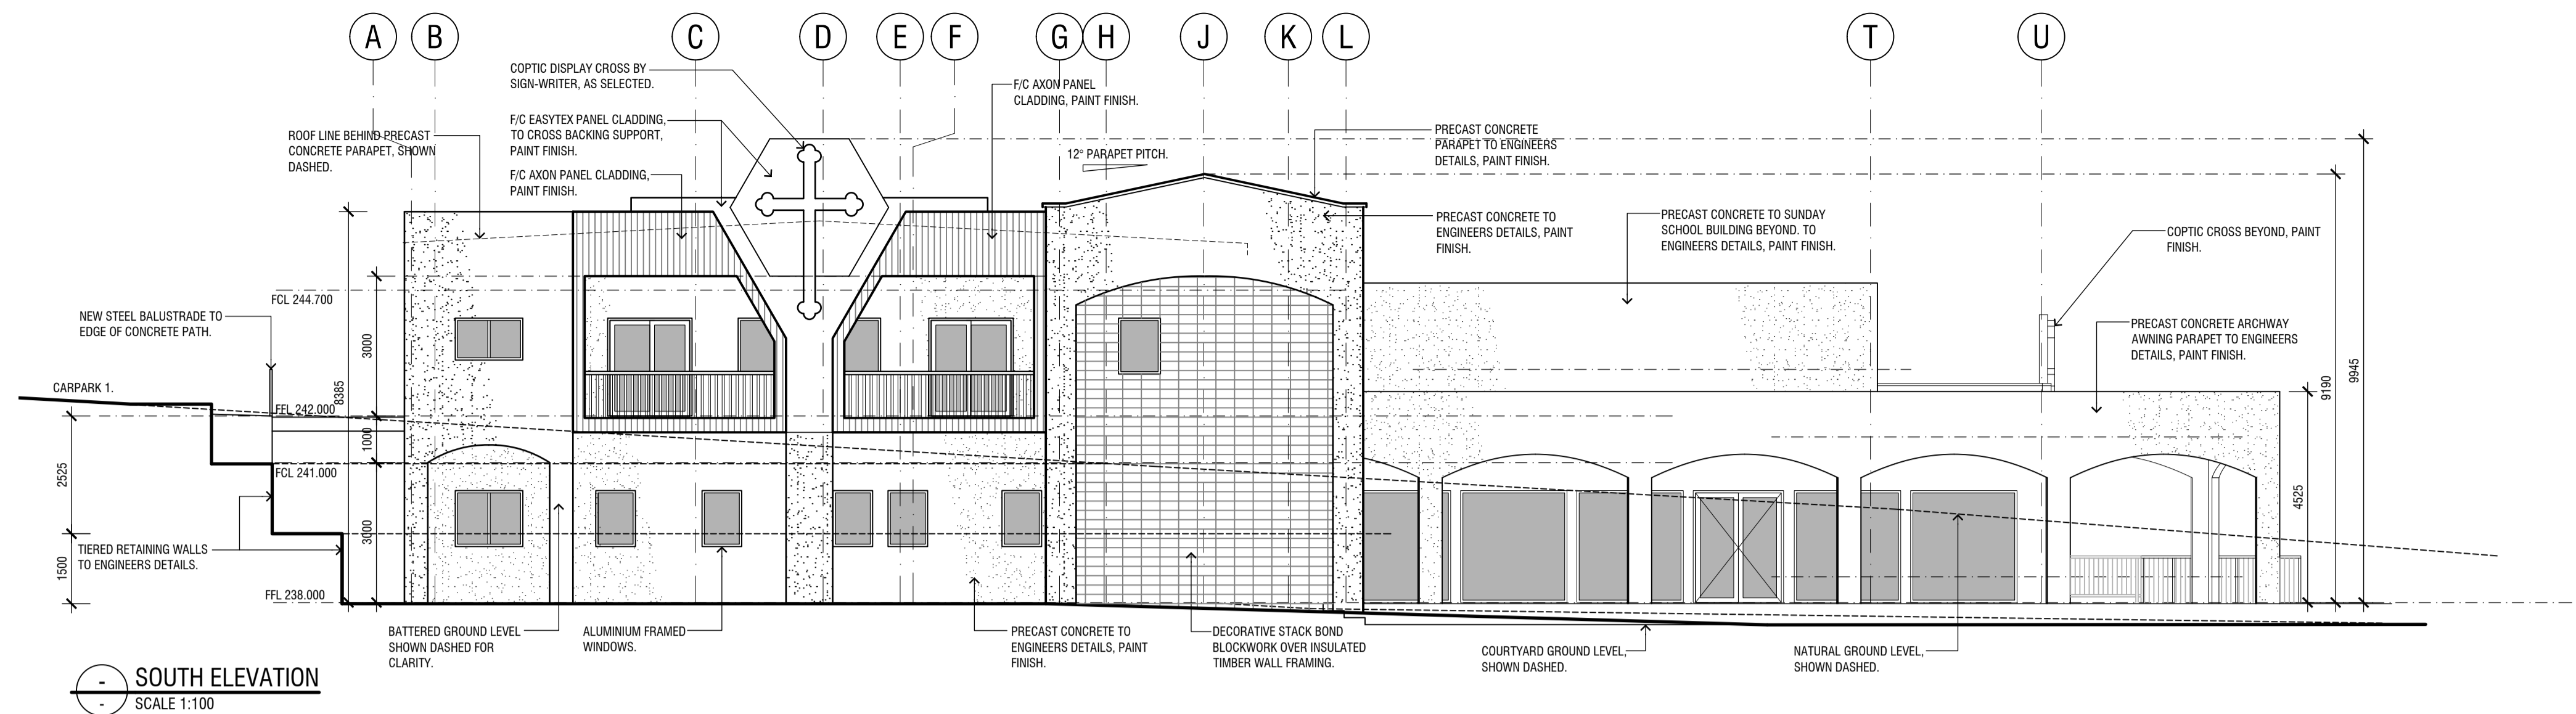 A B C D E F G H J K L T U
COPTIC DISPLAY CROSS BY
SIGN-WRITER, AS SELECTED.
F/C AXON PANEL
CLADDING, PAINT FINISH.
F/C EASYTEX PANEL CLADDING,
TO CROSS BACKING SUPPORT,
PAINT FINISH.
ROOF LINE BEHIND PRECAST
CONCRETE PARAPET, SHOWN
DASHED.
F/C AXON PANEL CLADDING,
PAINT FINISH.
12° PARAPET PITCH.
PRECAST CONCRETE
PARAPET TO ENGINEERS
DETAILS, PAINT FINISH.
PRECAST CONCRETE TO
ENGINEERS DETAILS, PAINT
FINISH.
PRECAST CONCRETE TO SUNDAY
SCHOOL BUILDING BEYOND. TO
ENGINEERS DETAILS, PAINT FINISH.
COPTIC CROSS BEYOND, PAINT
FINISH.
PRECAST CONCRETE ARCHWAY
AWNING PARAPET TO ENGINEERS
DETAILS, PAINT FINISH.
FCL 244.700
NEW STEEL BALUSTRADE TO
EDGE OF CONCRETE PATH.
CARPARK 1.
FFL 242.000
FCL 241.000
FFL 238.000
2525
1500
8385
3000
1000
3000
4525
9190
9945
TIERED RETAINING WALLS
TO ENGINEERS DETAILS.
BATTERED GROUND LEVEL
SHOWN DASHED FOR
CLARITY.
ALUMINIUM FRAMED
WINDOWS.
PRECAST CONCRETE TO
ENGINEERS DETAILS, PAINT
FINISH.
DECORATIVE STACK BOND
BLOCKWORK OVER INSULATED
TIMBER WALL FRAMING.
COURTYARD GROUND LEVEL,
SHOWN DASHED.
NATURAL GROUND LEVEL,
SHOWN DASHED.
-
-
SOUTH ELEVATION
SCALE 1:100